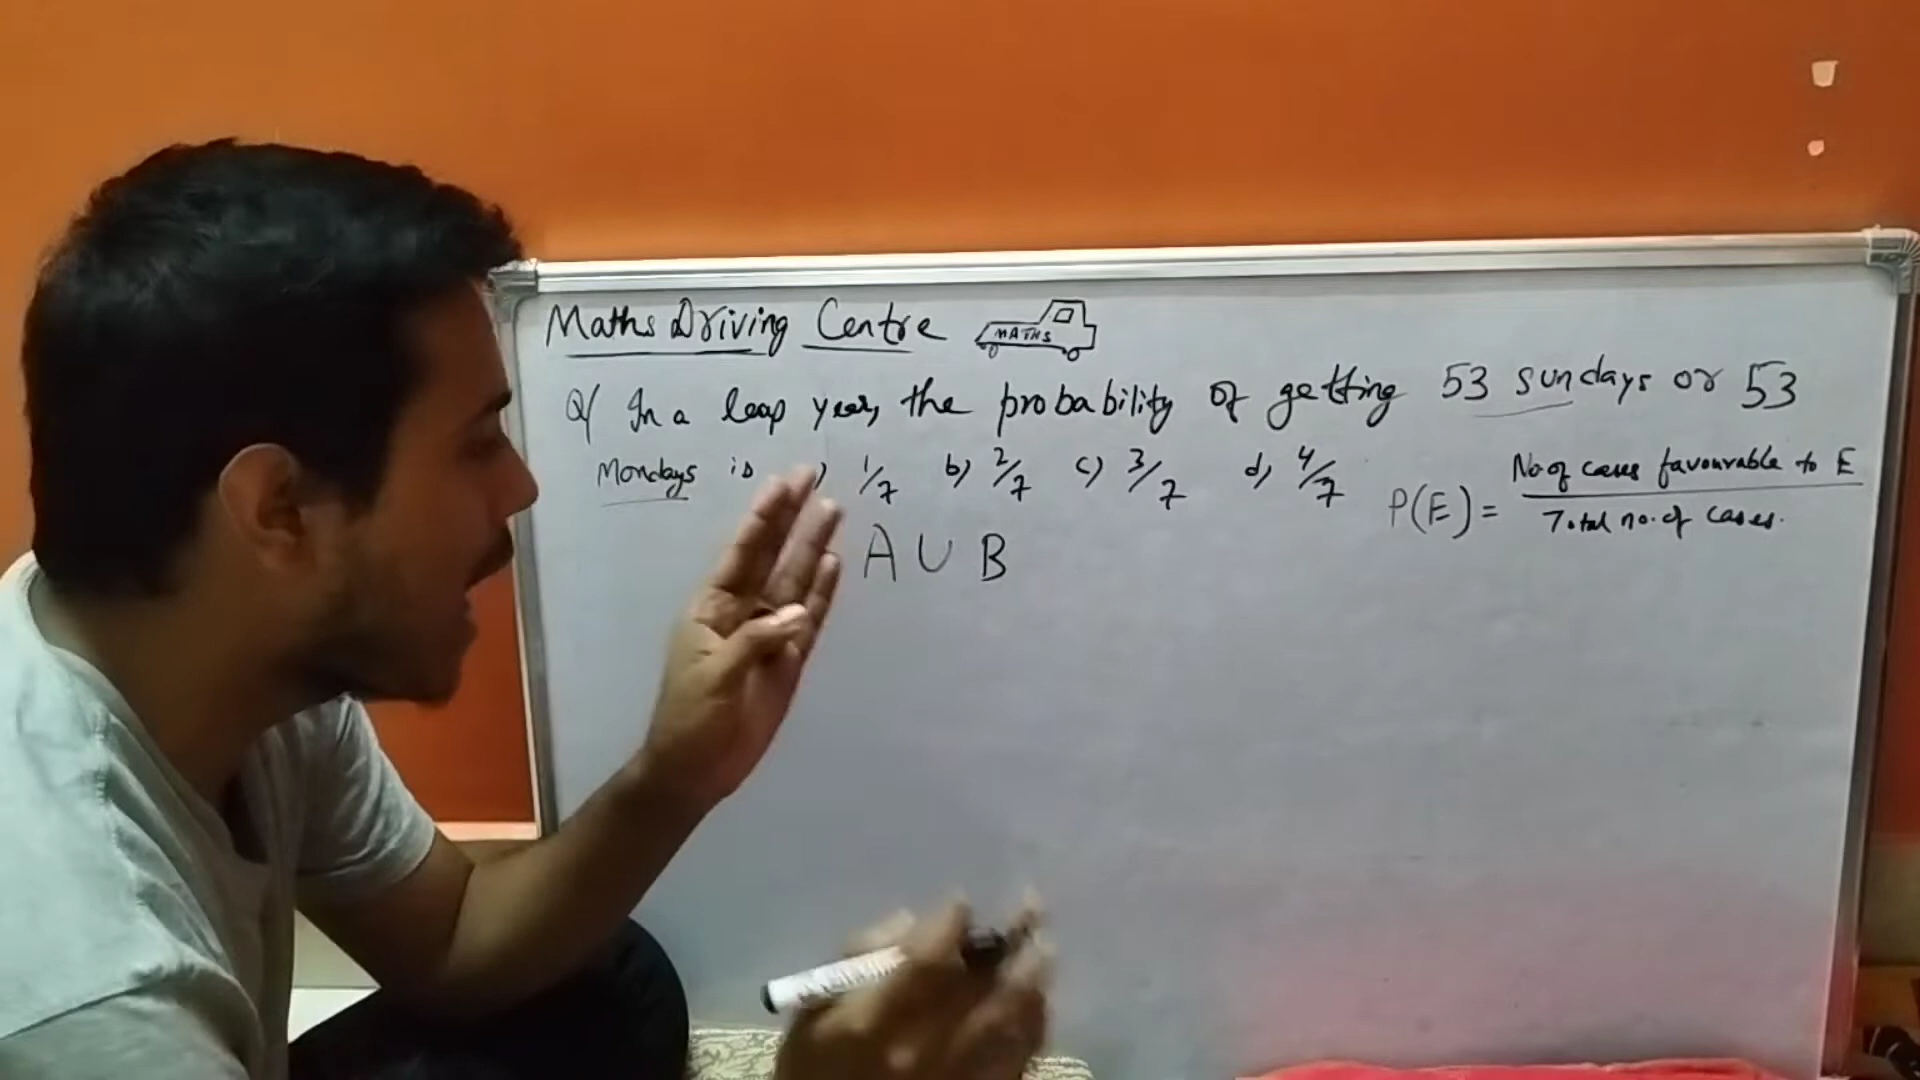 Maths Driving Centre MATHS
Q/ In a leap year, the probability of getting 53 sundays or 53
Mondays is ) 1/7 b) 2/7 c) 3/7 d) 4/7
P(E) = No of cases favourable to E / Total no. of cases.
A ∪ B